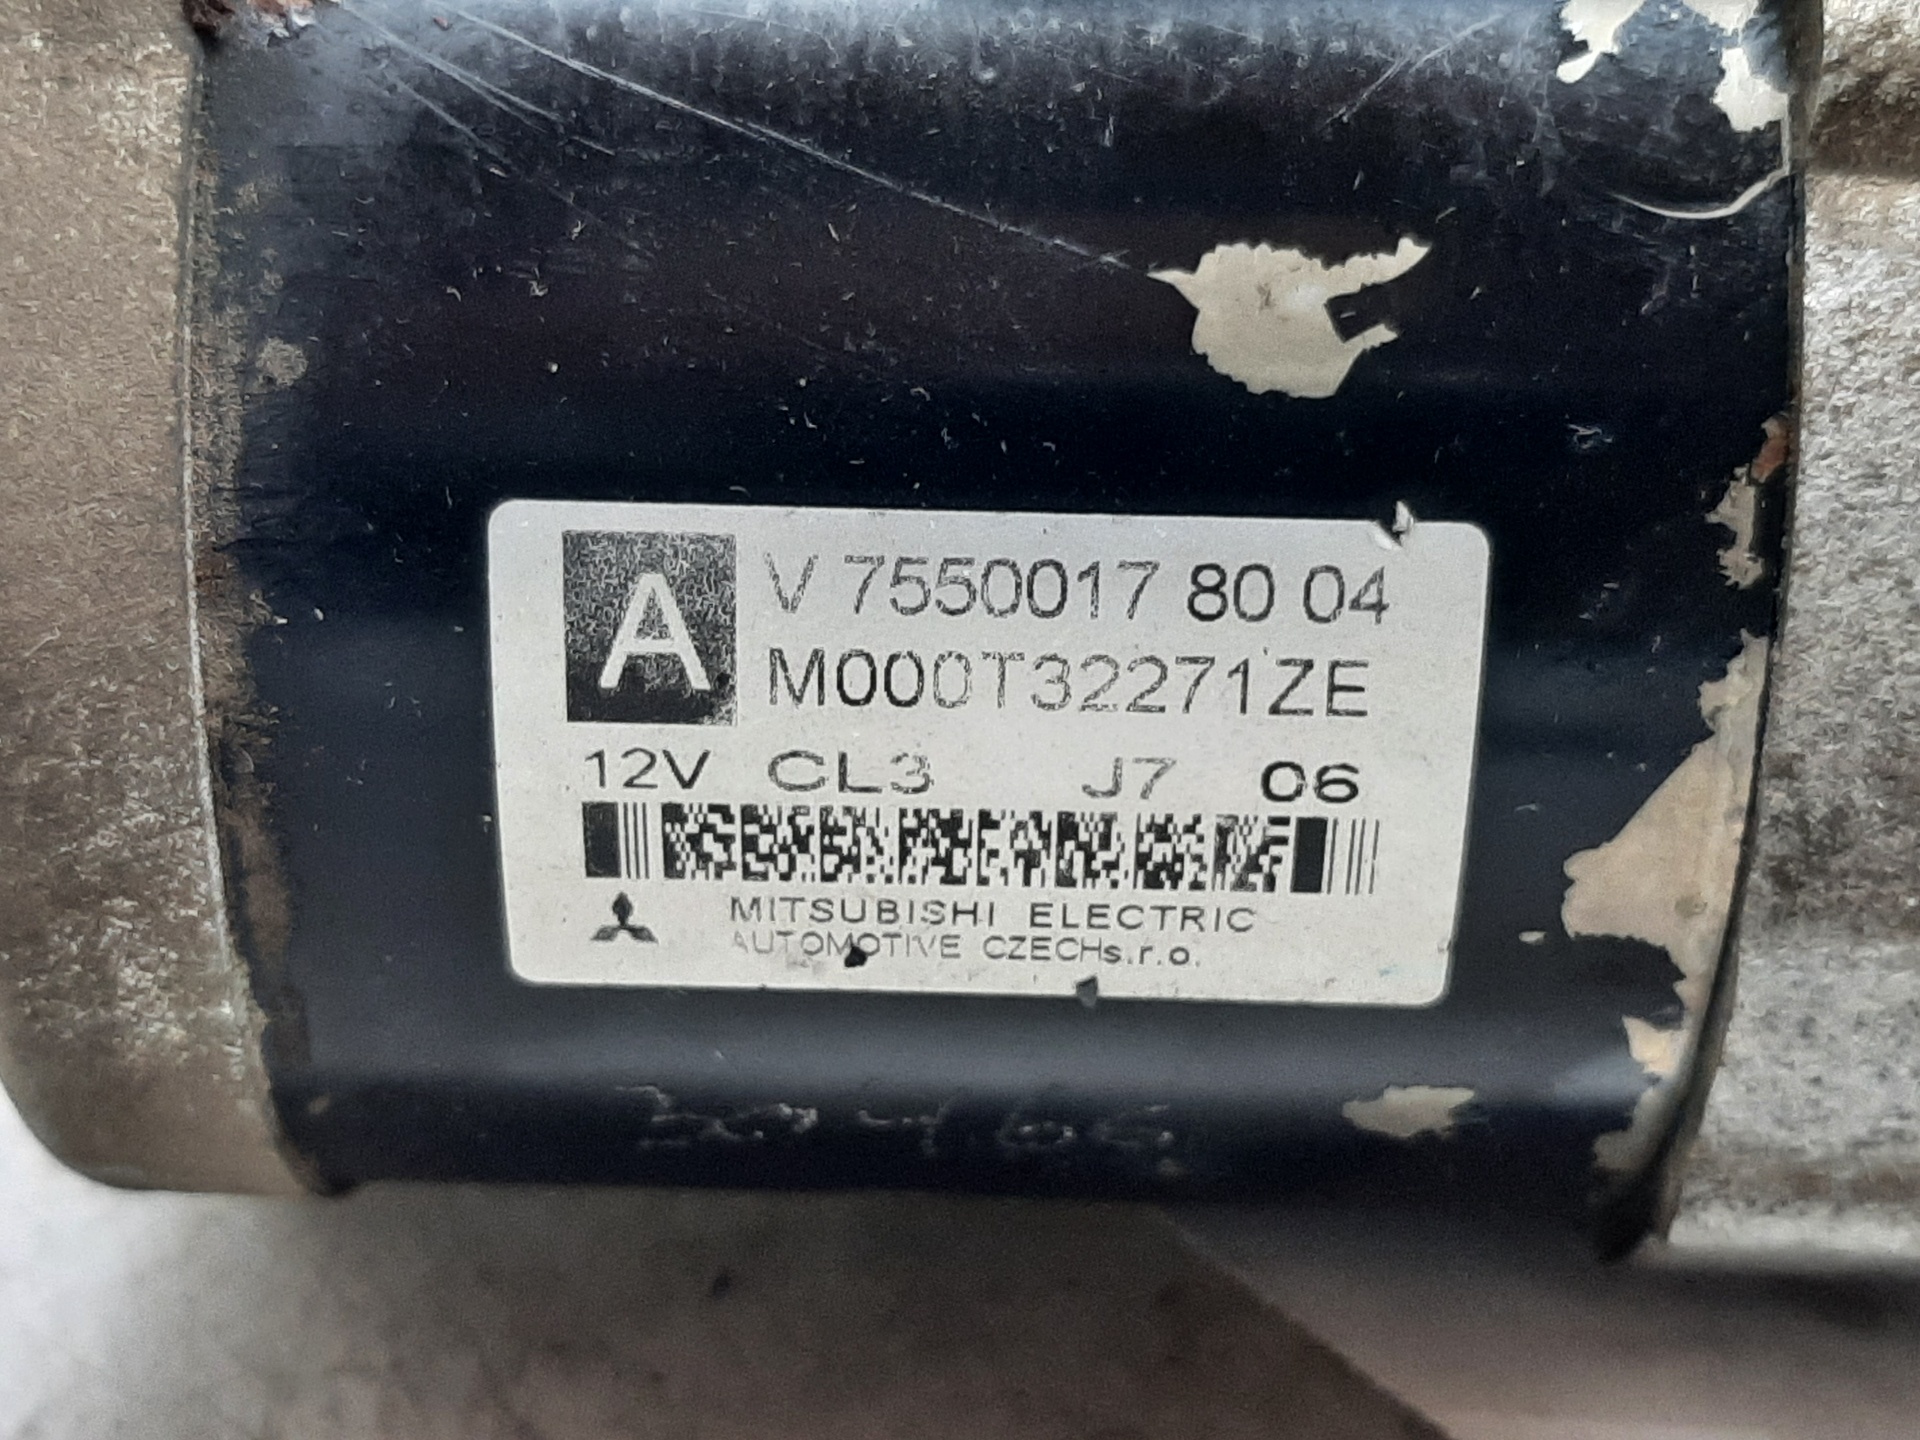 A
V 7550017 80 04
M000T32271ZE
12V CL3 J7 06
MITSUBISHI ELECTRIC
AUTOMOTIVE CZECHs.r.o.